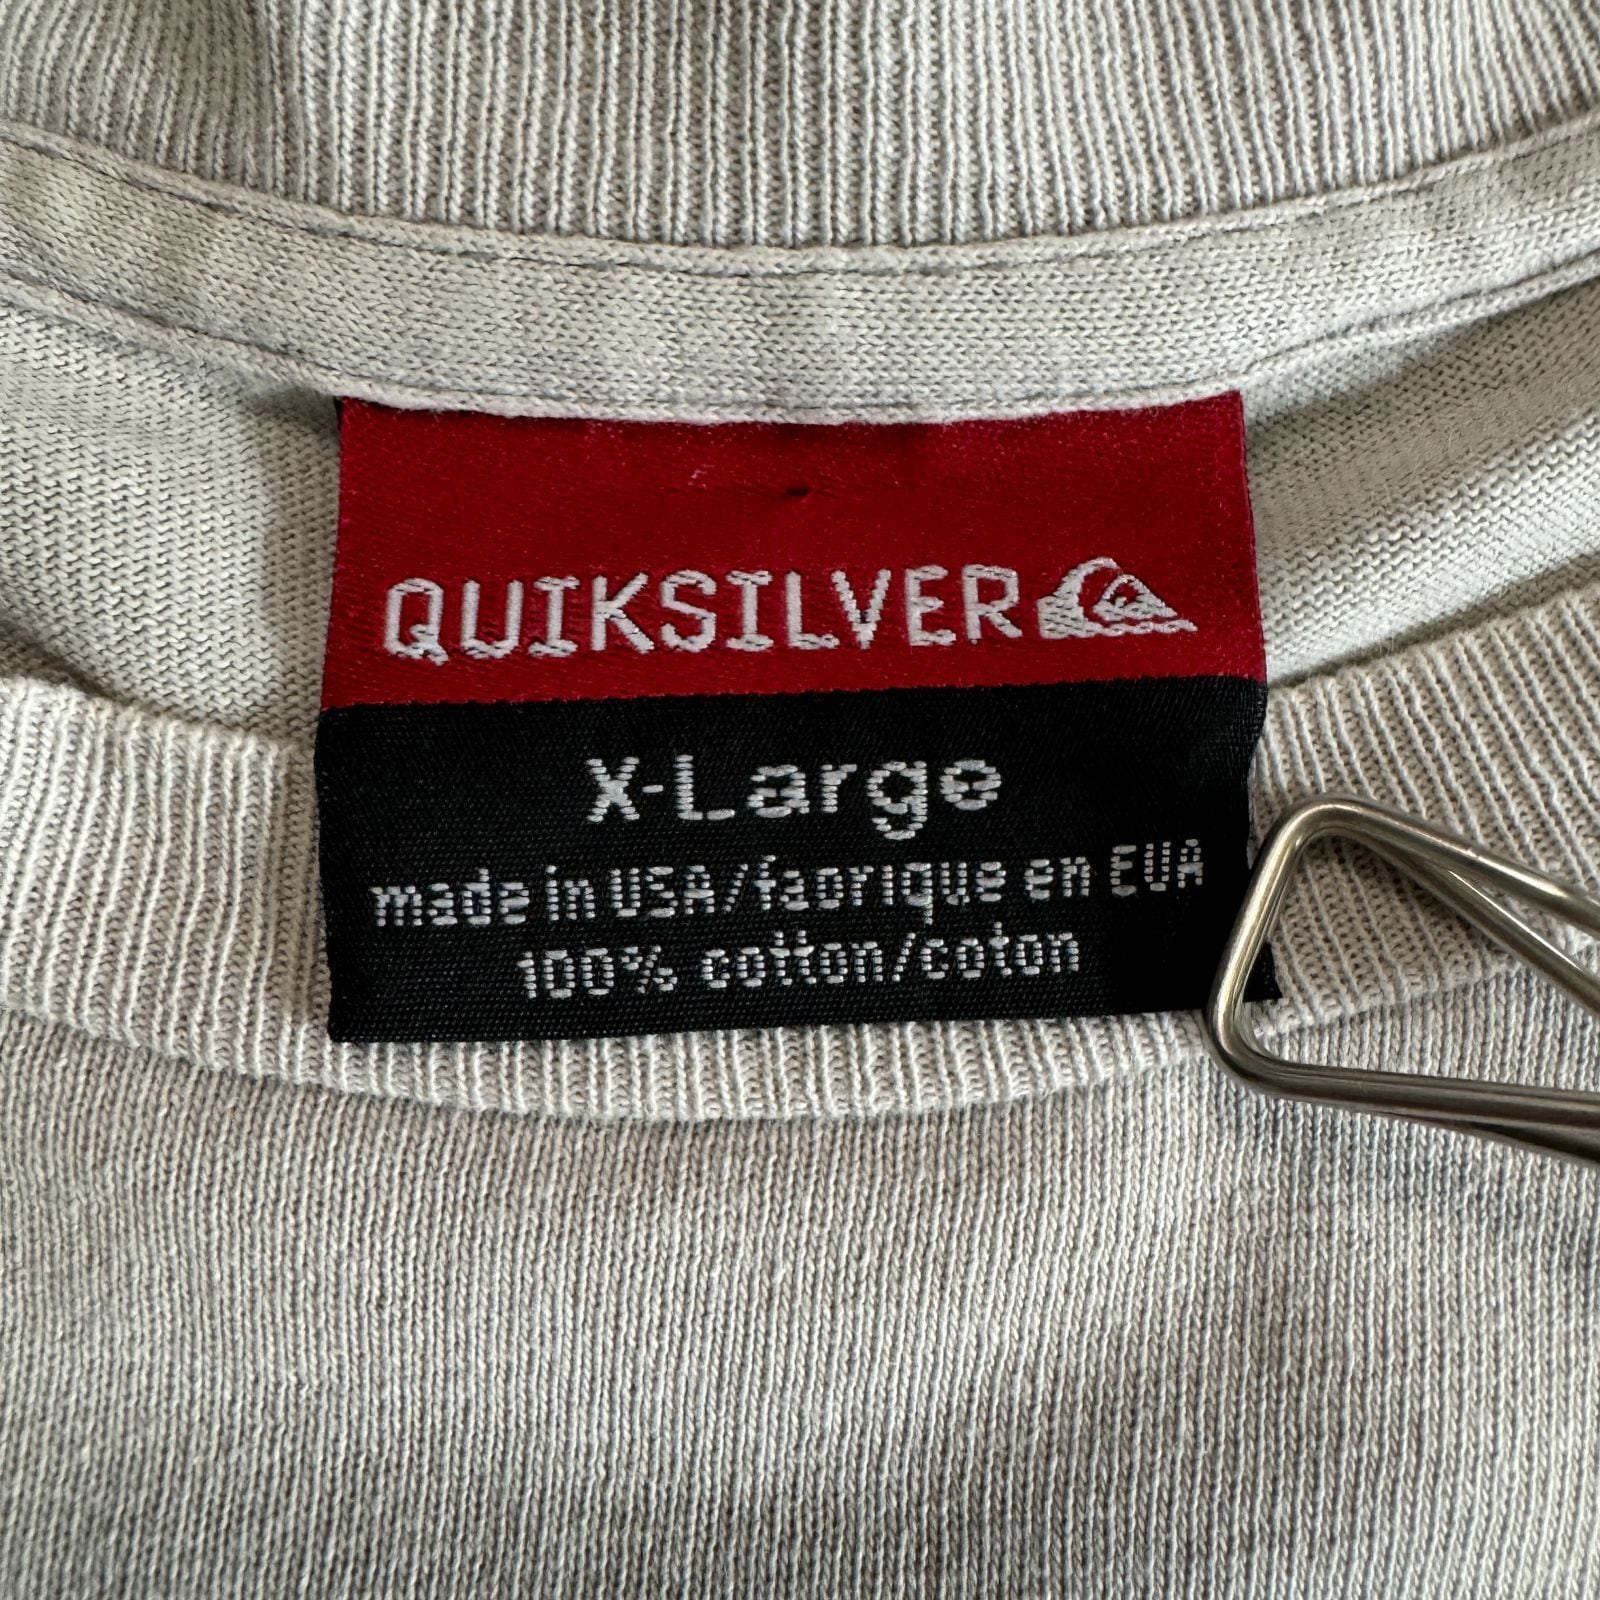 QUIKSILVER
X-Large
made in USA/fabrique en EUA
100% cotton/coton